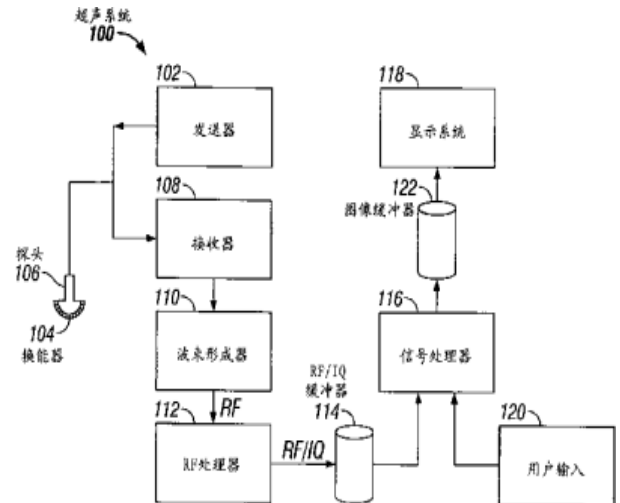 超声系统
100
102
发送器
118
显示系统
108
接收器
122
图像缓冲器
探头
106
104
换能器
110
波束形成器
116
信号处理器
RF
RF/IQ
缓冲器
114
112
RF处理器
RF/IQ
120
用户输入